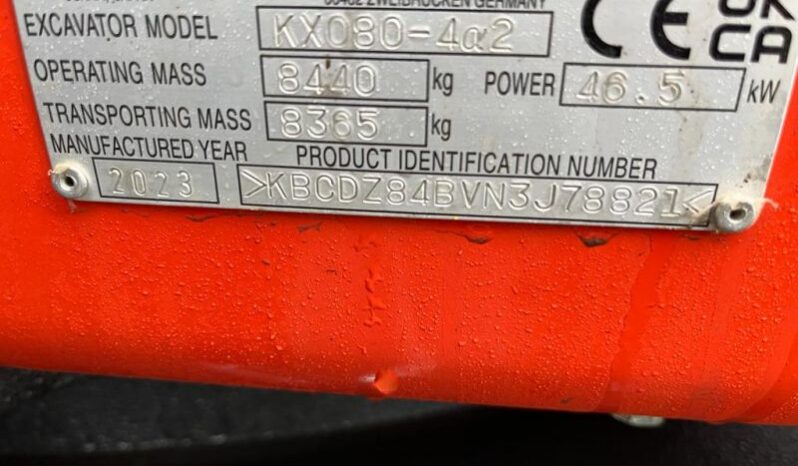 66482 ZWEIBRÜCKEN GERMANY
EXCAVATOR MODEL KX080-4α2
CE UK CA
OPERATING MASS 8440 kg POWER 46.5 kW
TRANSPORTING MASS 8365 kg
MANUFACTURED YEAR PRODUCT IDENTIFICATION NUMBER
2023 >KBCDZ84BVN3J78821<